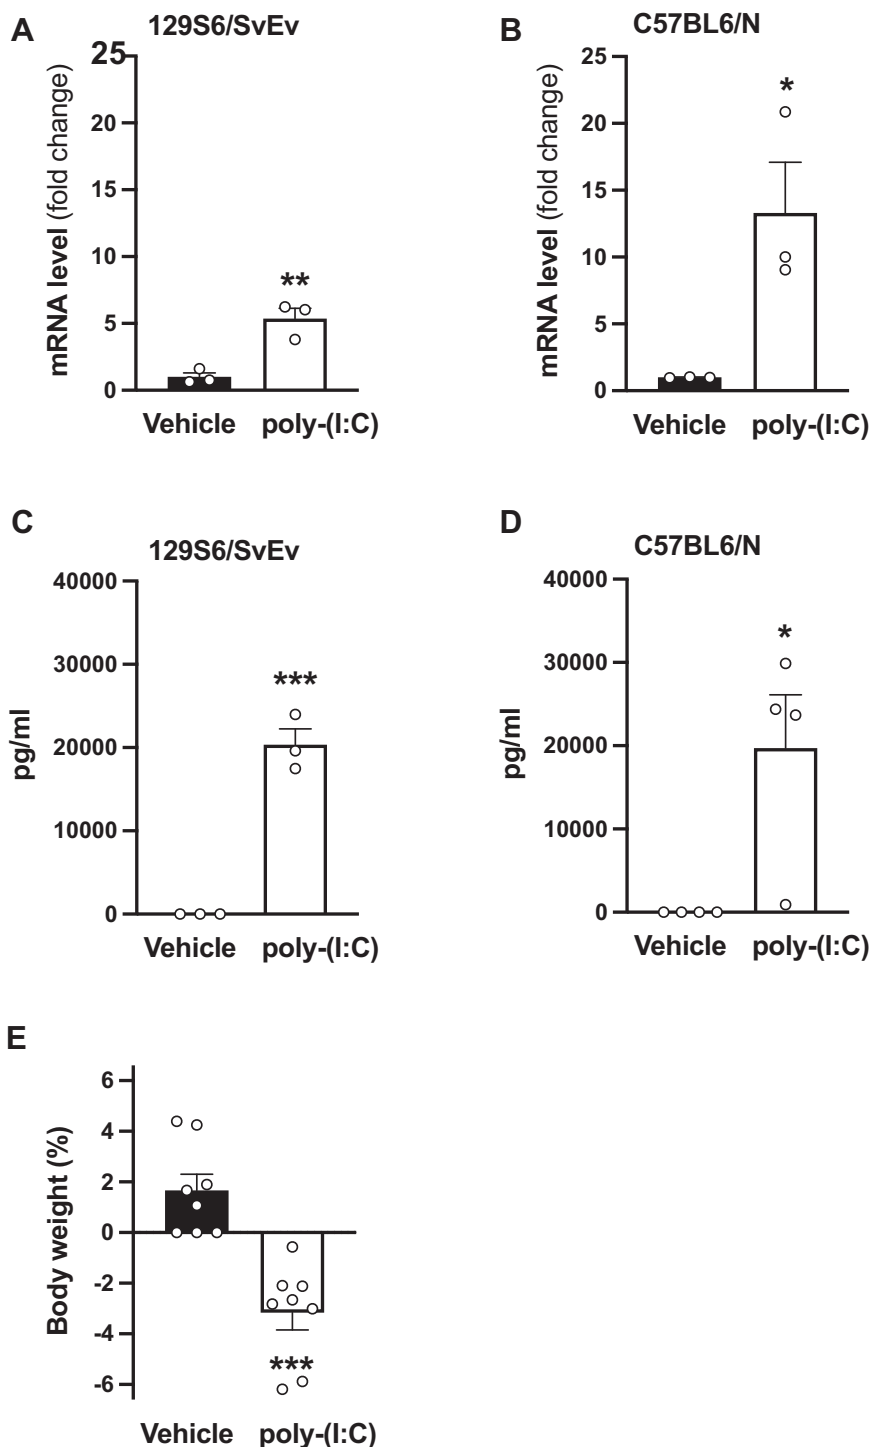 A
129S6/SvEv
mRNA level (fold change)
25
20
15
10
5
0
**
Vehicle poly-(I:C)
B
C57BL6/N
mRNA level (fold change)
25
20
15
10
5
0
*
Vehicle poly-(I:C)
C
129S6/SvEv
pg/ml
40000
30000
20000
10000
0
***
Vehicle poly-(I:C)
D
C57BL6/N
pg/ml
40000
30000
20000
10000
0
*
Vehicle poly-(I:C)
E
Body weight (%)
6
4
2
0
-2
-4
-6
***
Vehicle poly-(I:C)